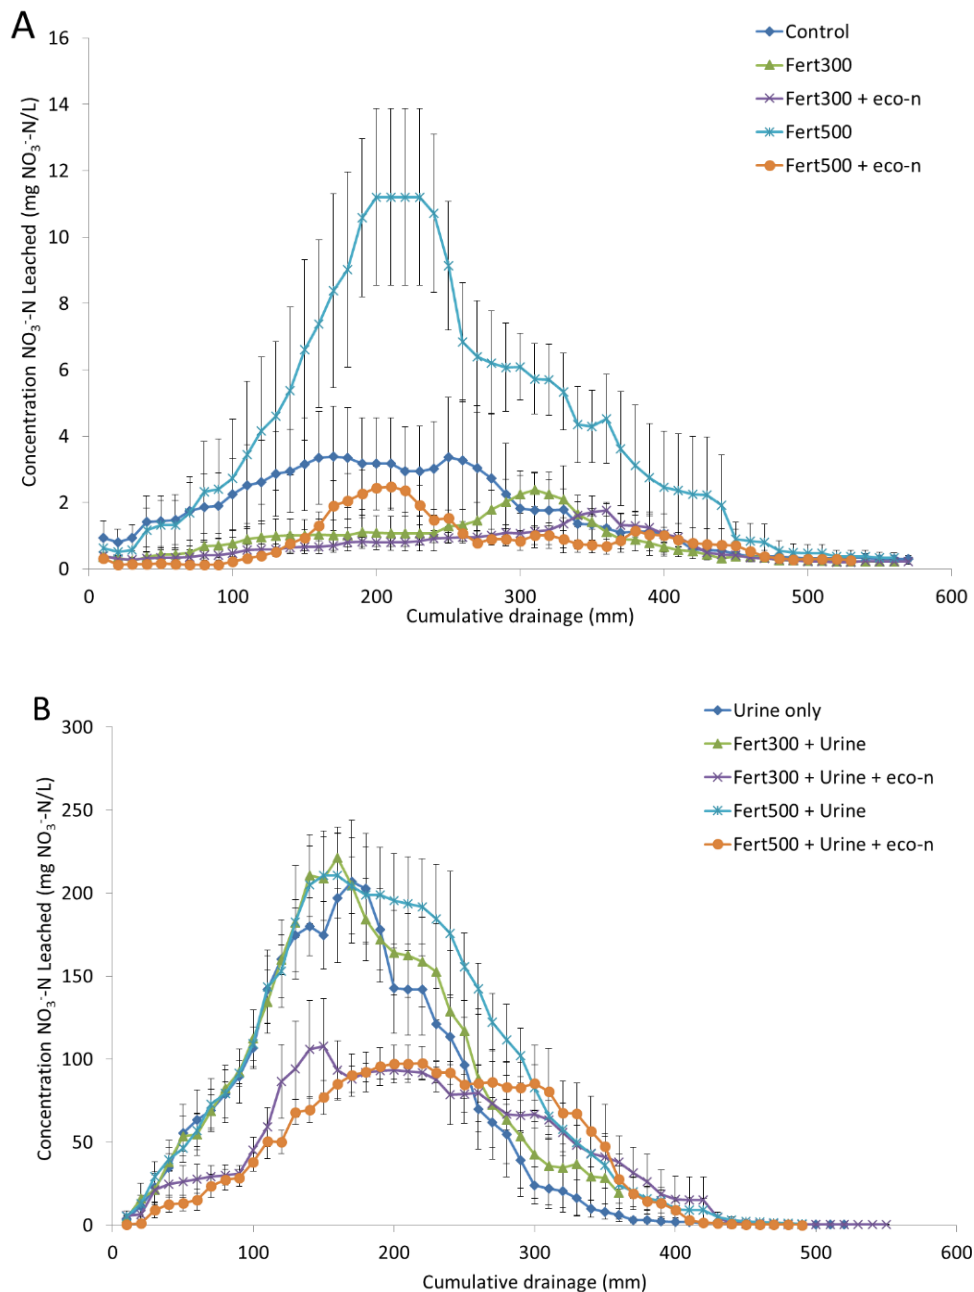 A
Control
Fert300
Fert300 + eco-n
Fert500
Fert500 + eco-n
Concentration NO₃⁻-N Leached (mg NO₃⁻-N/L)
16
14
12
10
8
6
4
2
0
0 100 200 300 400 500 600
Cumulative drainage (mm)
B
Urine only
Fert300 + Urine
Fert300 + Urine + eco-n
Fert500 + Urine
Fert500 + Urine + eco-n
Concentration NO₃⁻-N Leached (mg NO₃⁻-N/L)
300
250
200
150
100
50
0
0 100 200 300 400 500 600
Cumulative drainage (mm)